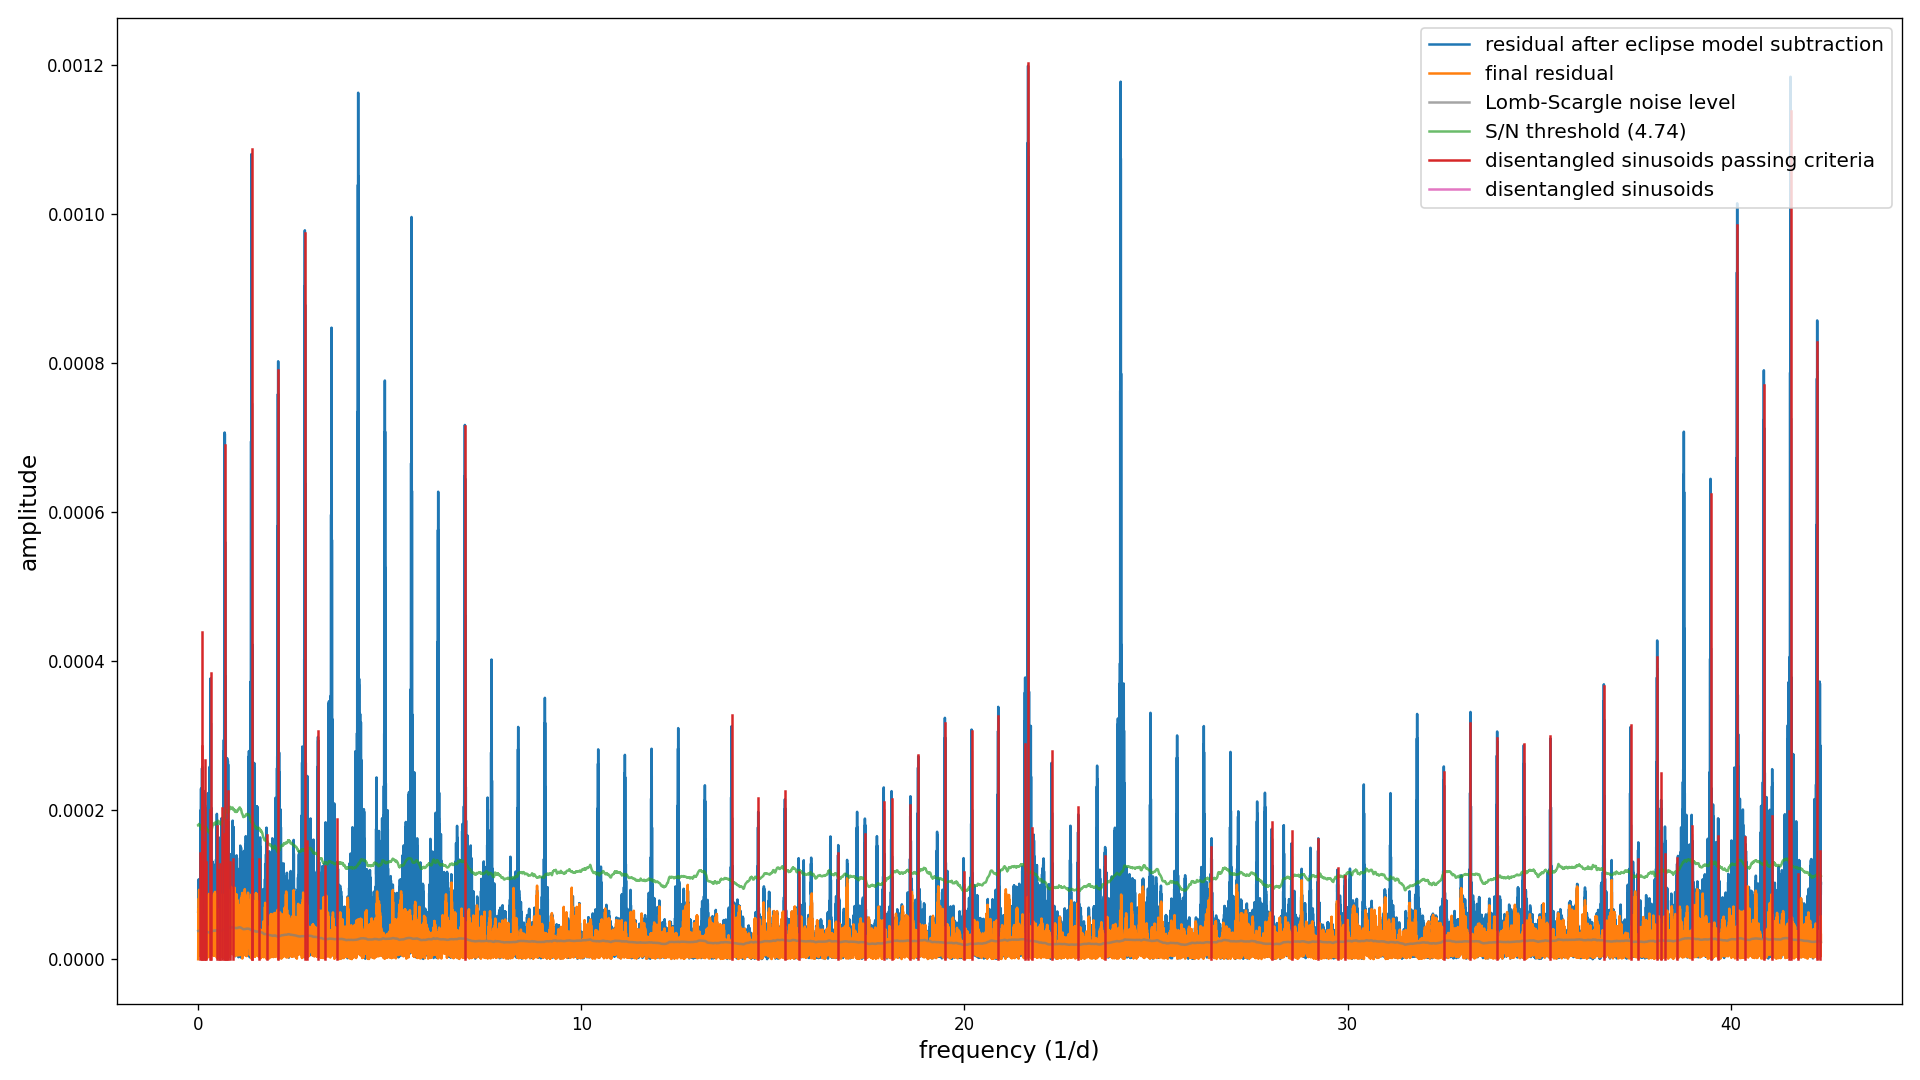 residual after eclipse model subtraction
final residual
Lomb-Scargle noise level
S/N threshold (4.74)
disentangled sinusoids passing criteria
disentangled sinusoids
amplitude
0.0012
0.0010
0.0008
0.0006
0.0004
0.0002
0.0000
0 10 20 30 40
frequency (1/d)